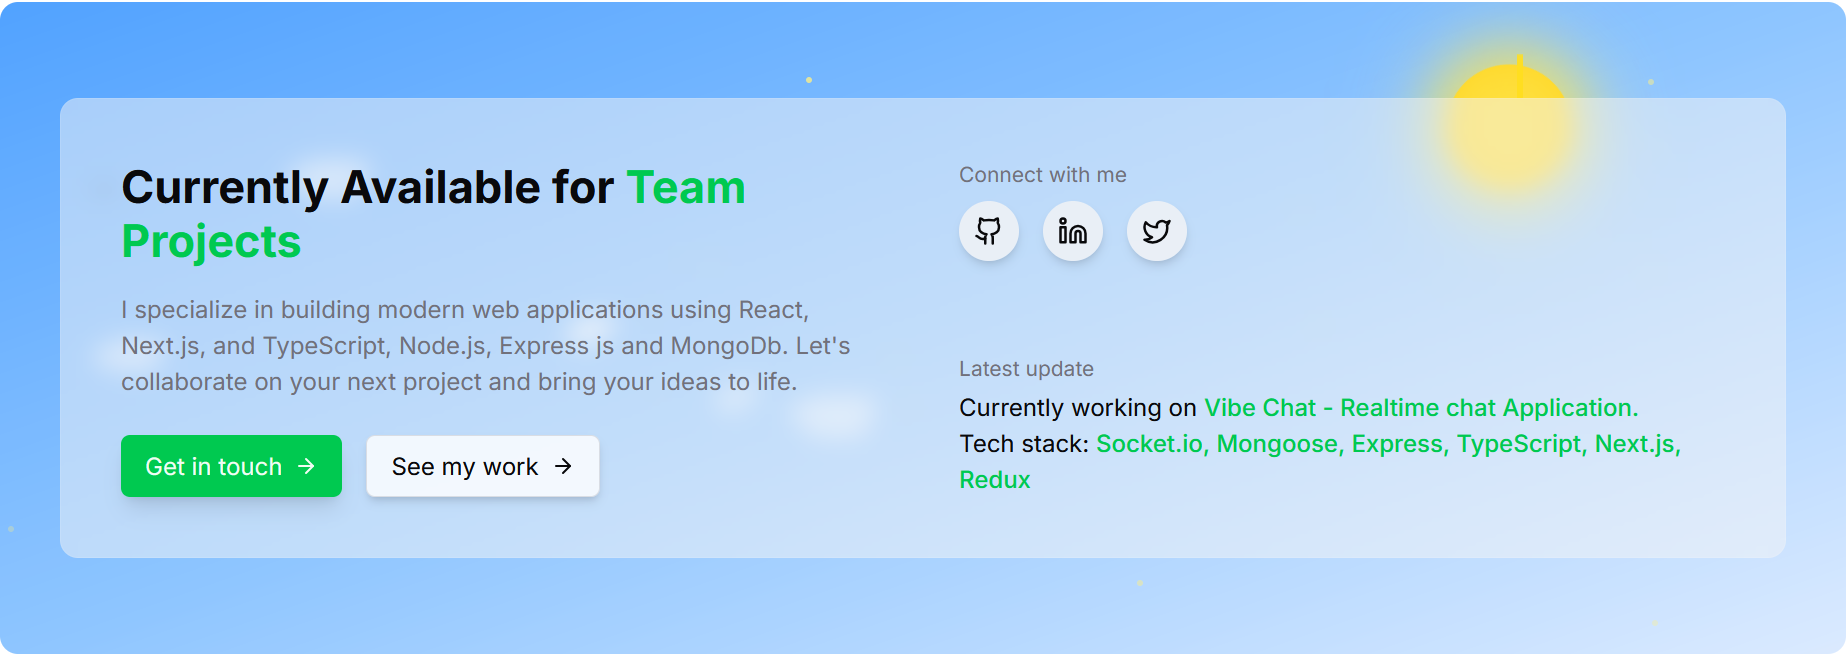 Currently Available for Team
Projects
I specialize in building modern web applications using React,
Next.js, and TypeScript, Node.js, Express js and MongoDb. Let's
collaborate on your next project and bring your ideas to life.
Get in touch
See my work
Connect with me
Latest update
Currently working on Vibe Chat - Realtime chat Application.
Tech stack: Socket.io, Mongoose, Express, TypeScript, Next.js,
Redux